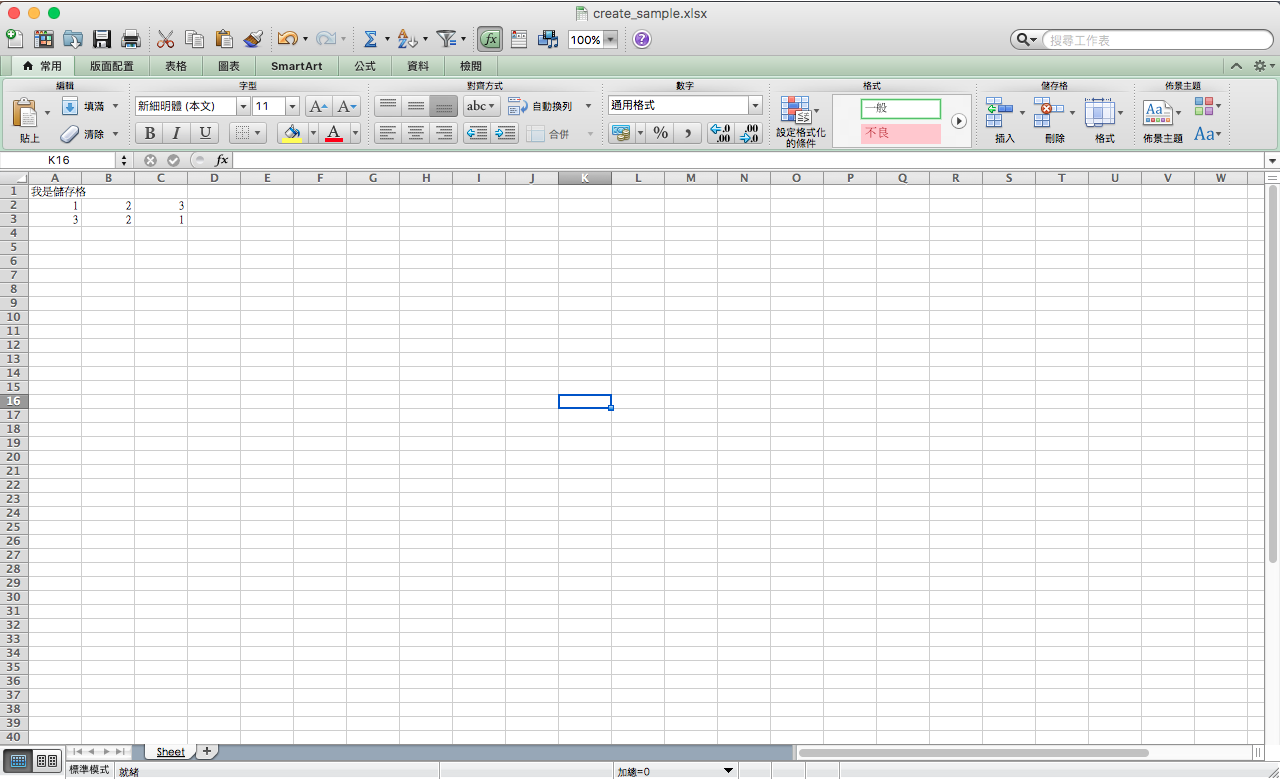 create_sample.xlsx
100%
搜尋工作表
常用 版面配置 表格 圖表 SmartArt 公式 資料 檢閱
編輯 字型 對齊方式 數字 格式 儲存格 佈景主題
填滿 新細明體 (本文) 11 A A abc 自動換列 通用格式 一般
貼上 清除 B I U A 合併 % , .0 .00 .00 .0 設定格式化的條件 不良 插入 刪除 格式 Aa 佈景主題 Aa
K16 fx
A B C D E F G H I J K L M N O P Q R S T U V W
1 我是儲存格
2 1 2 3
3 3 2 1
4
5
6
7
8
9
10
11
12
13
14
15
16
17
18
19
20
21
22
23
24
25
26
27
28
29
30
31
32
33
34
35
36
37
38
39
40
Sheet
標準模式 就緒 加總=0